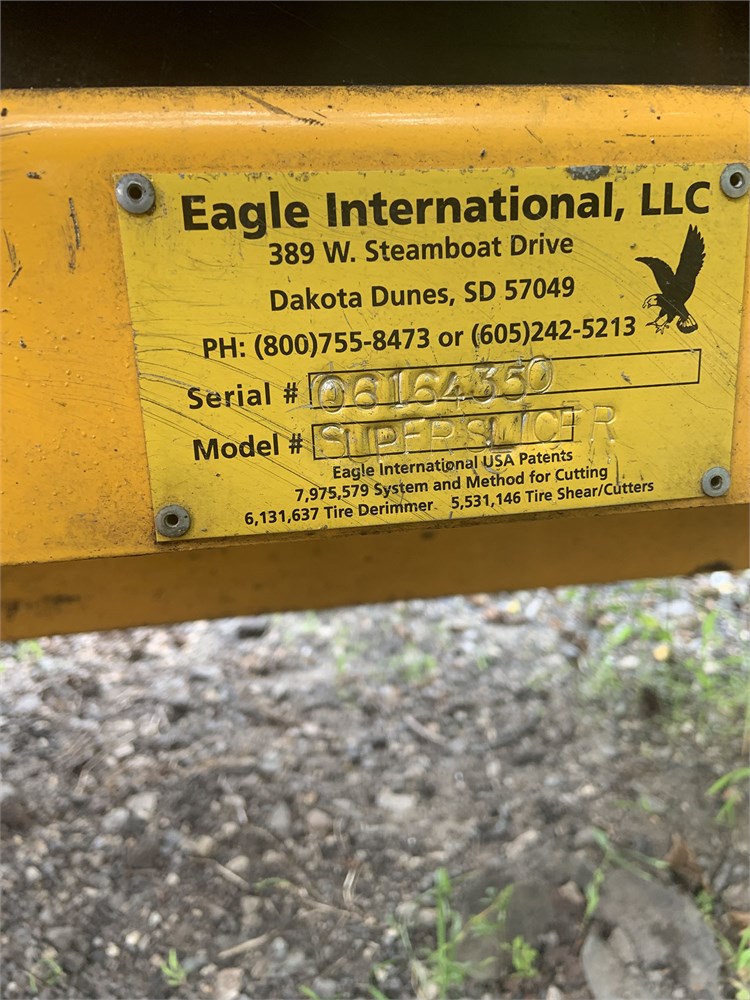 Eagle International, LLC
389 W. Steamboat Drive
Dakota Dunes, SD 57049
PH: (800)755-8473 or (605)242-5213
Serial # 06164350
Model # SUPER SLICER
Eagle International USA Patents
7,975,579 System and Method for Cutting
6,131,637 Tire Derimmer 5,531,146 Tire Shear/Cutters